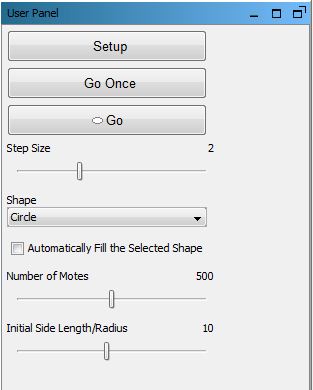 User Panel
Setup
Go Once
Go
Step Size 2
Shape
Circle
Automatically Fill the Selected Shape
Number of Motes 500
Initial Side Length/Radius 10